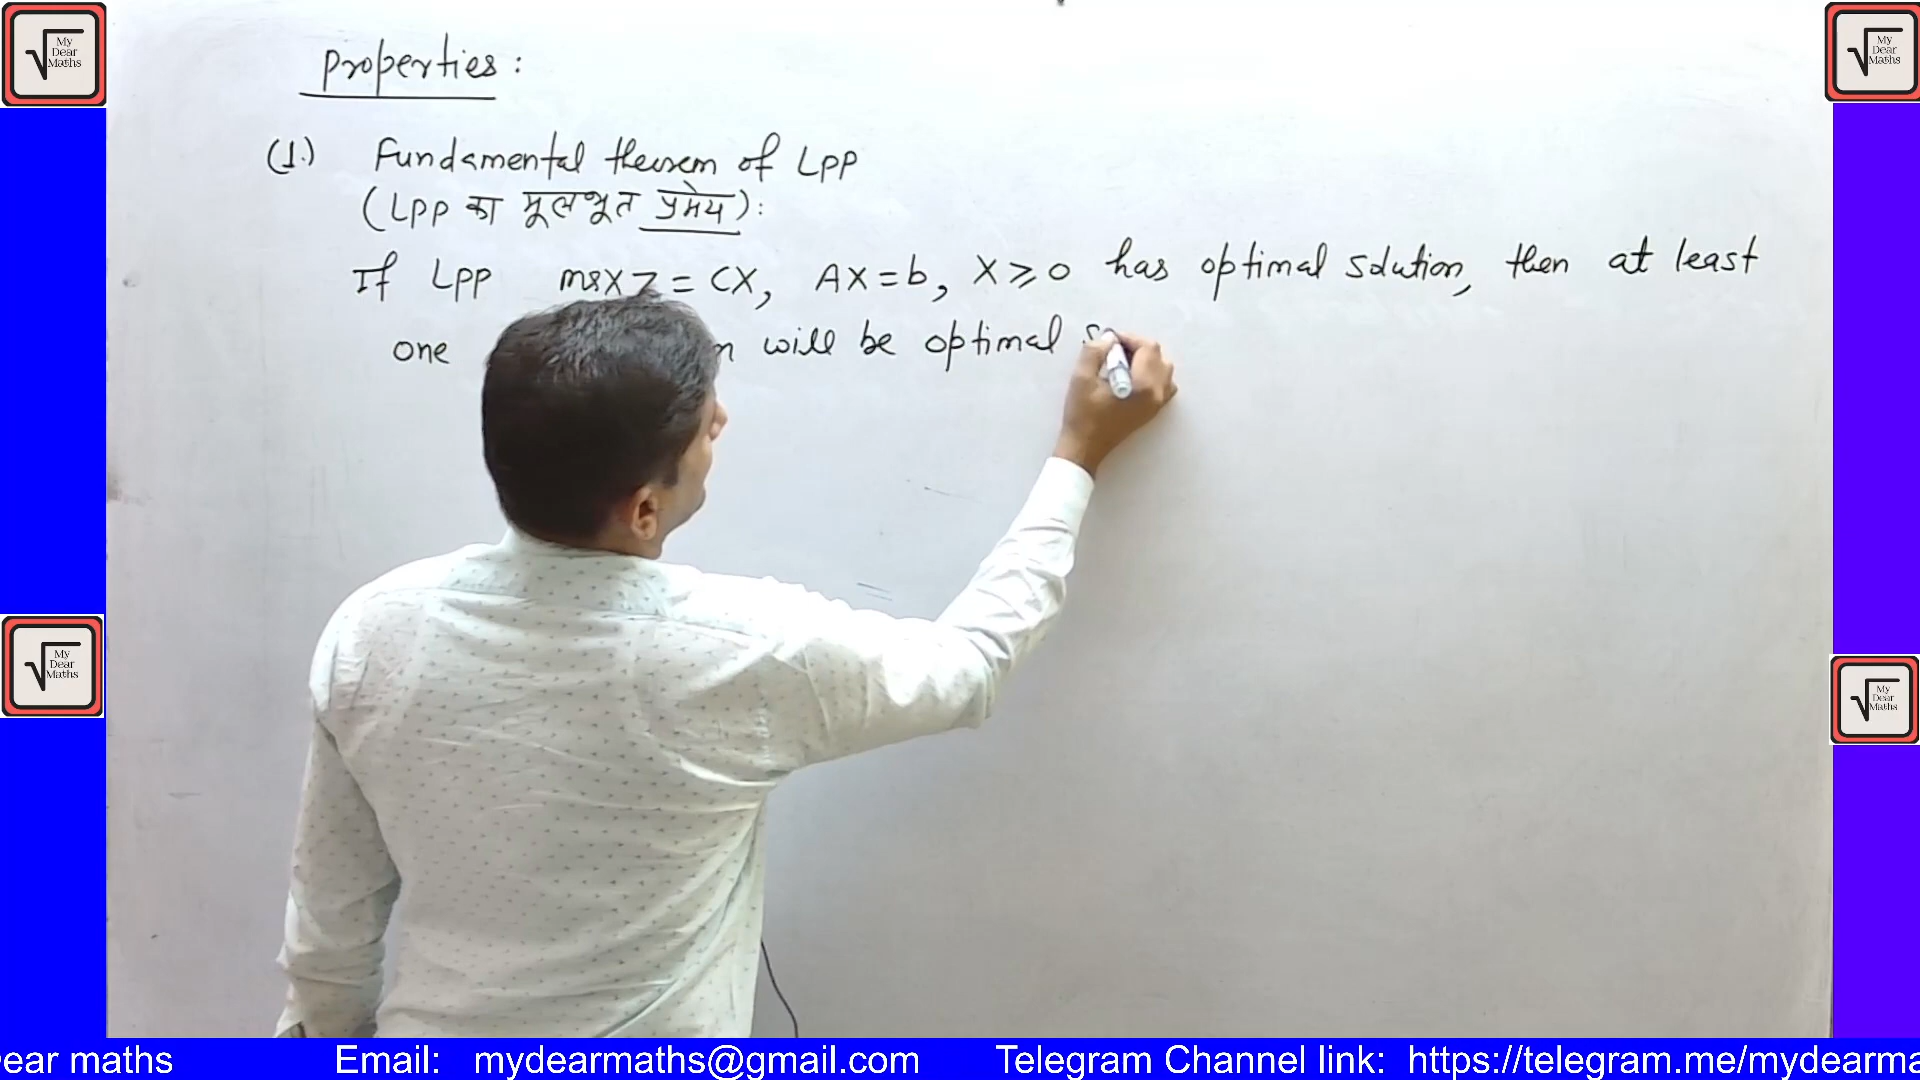 Properties :
(1.) Fundamental theorem of LPP
(LPP का मूलभूत प्रमेय) :
If LPP max Z = CX, AX = b, X ⩾ 0 has optimal solution, then at least
one will be optimal
My
Dear
Maths
My
Dear
Maths
My
Dear
Maths
My
Dear
Maths
Dear maths Email: mydearmaths@gmail.com Telegram Channel link: https://telegram.me/mydearma